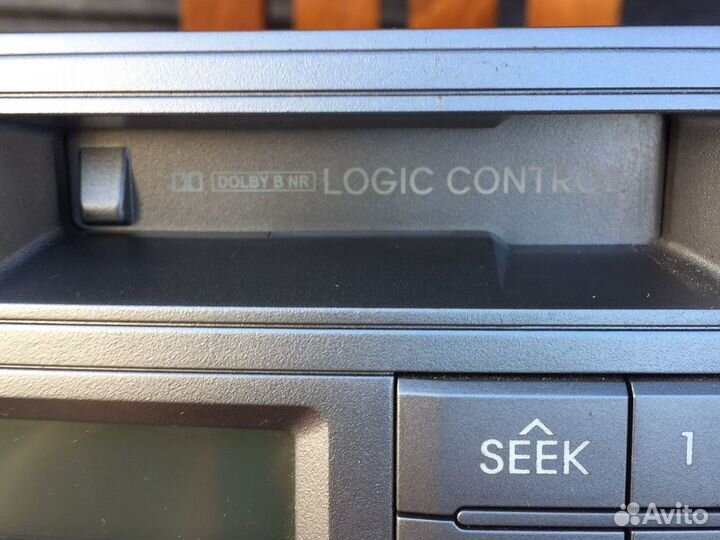 DOLBY B NR LOGIC CONTROL
SEEK
1
Avito